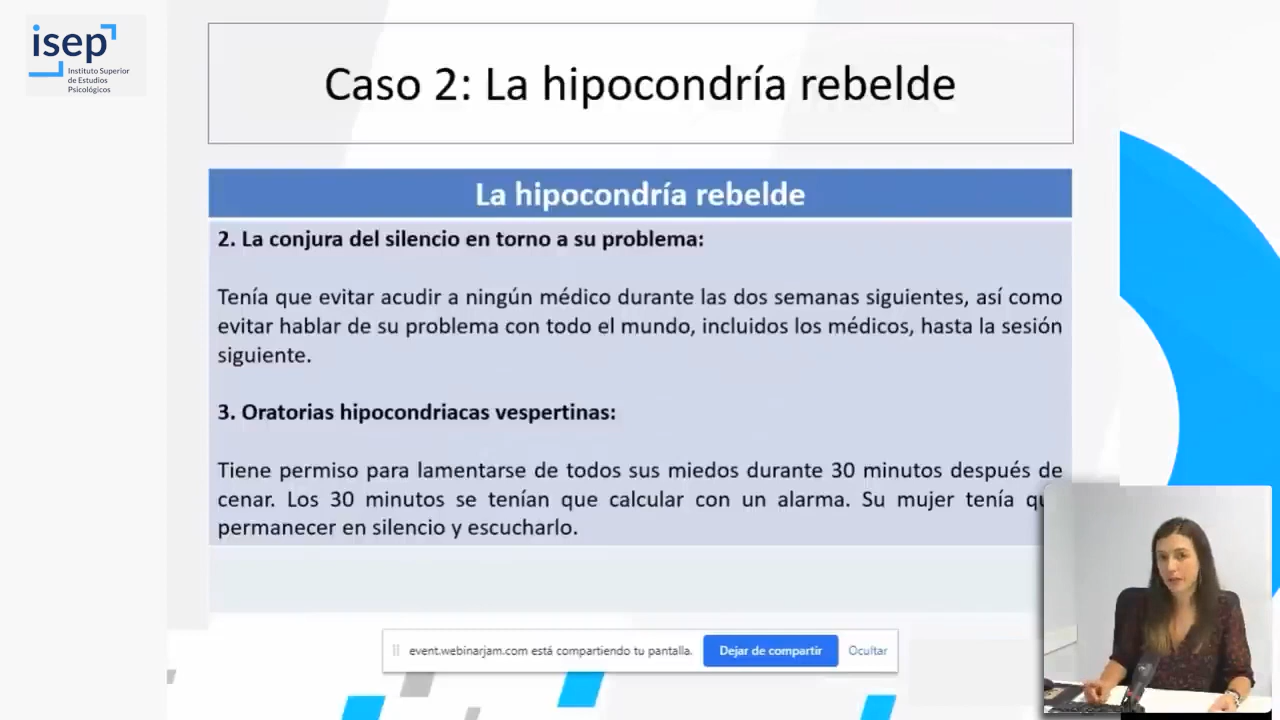 isep
Instituto Superior
de Estudios
Psicológicos
Caso 2: La hipocondría rebelde
La hipocondría rebelde
2. La conjura del silencio en torno a su problema:
Tenía que evitar acudir a ningún médico durante las dos semanas siguientes, así como
evitar hablar de su problema con todo el mundo, incluidos los médicos, hasta la sesión
siguiente.
3. Oratorias hipocondriacas vespertinas:
Tiene permiso para lamentarse de todos sus miedos durante 30 minutos después de
cenar. Los 30 minutos se tenían que calcular con un alarma. Su mujer tenía
permanecer en silencio y escucharlo.
event.webinarjam.com está compartiendo tu pantalla.
Dejar de compartir
Ocultar